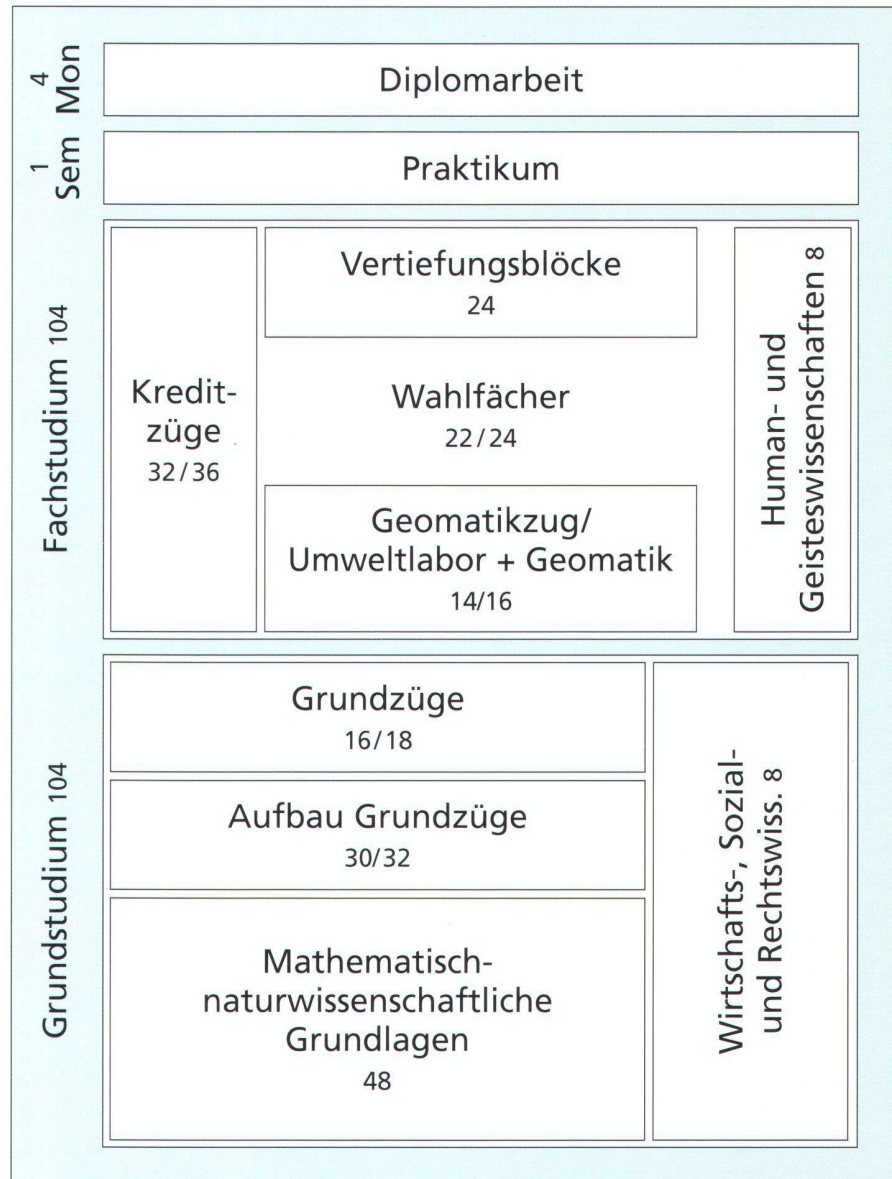 4
Mon
Diplomarbeit
1
Sem
Praktikum
Fachstudium 104
Kredit-
züge
32/36
Vertiefungsblöcke
24
Wahlfächer
22/24
Geomatikzug/
Umweltlabor + Geomatik
14/16
Human- und
Geisteswissenschaften 8
Grundstudium 104
Grundzüge
16/18
Aufbau Grundzüge
30/32
Mathematisch-
naturwissenschaftliche
Grundlagen
48
Wirtschafts-, Sozial-
und Rechtswiss. 8